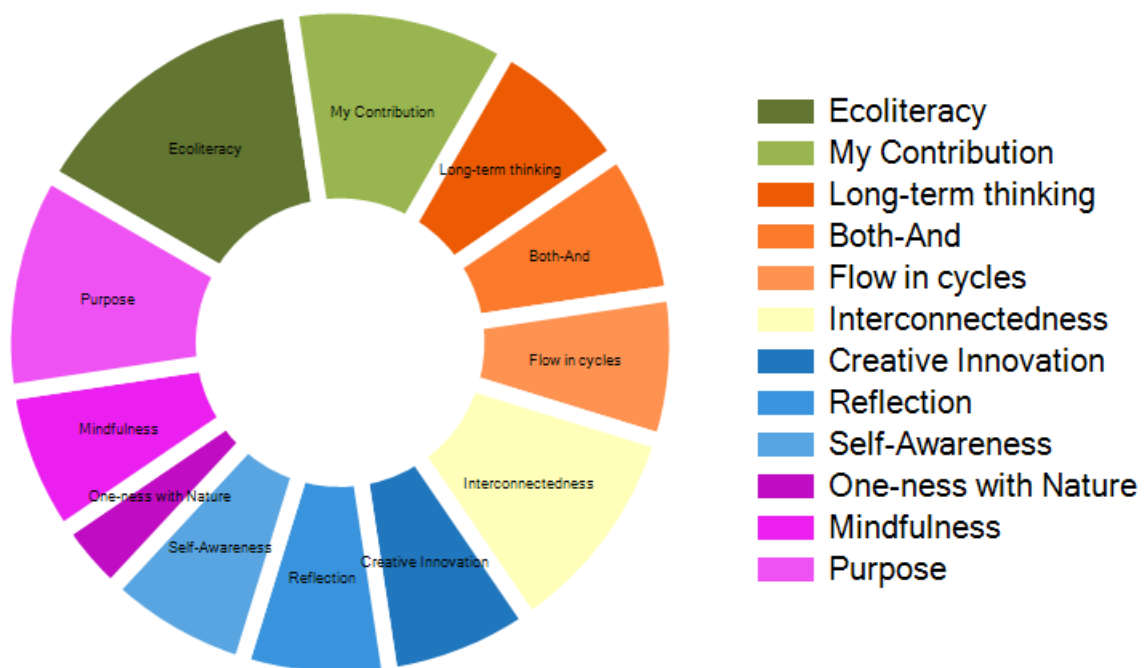 My Contribution
Ecoliteracy
Long-term thinking
Both-And
Purpose
Flow in cycles
Mindfulness
Interconnectedness
One-ness with Nature
Self-Awareness
Creative Innovation
Reflection
Ecoliteracy
My Contribution
Long-term thinking
Both-And
Flow in cycles
Interconnectedness
Creative Innovation
Reflection
Self-Awareness
One-ness with Nature
Mindfulness
Purpose